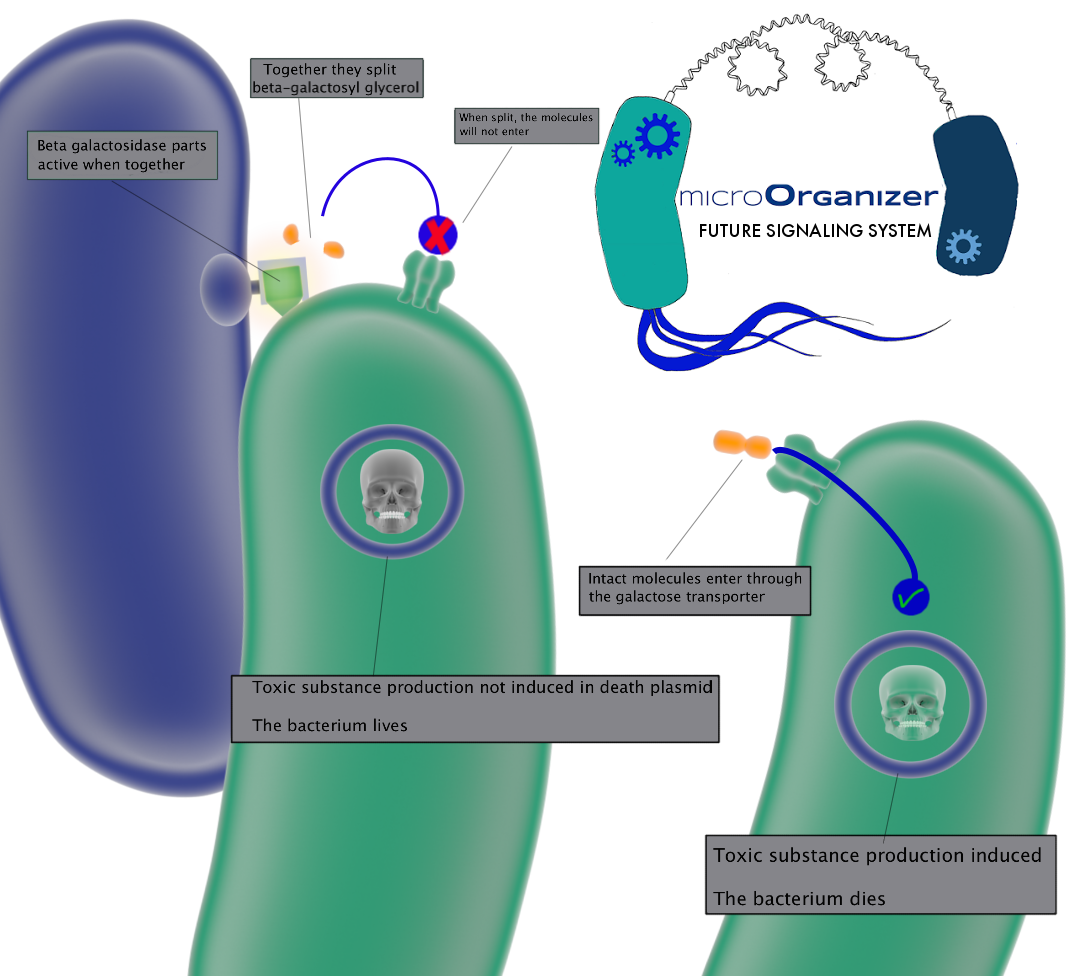 Together they split
beta-galactosyl glycerol
When split, the molecules
will not enter
Beta galactosidase parts
active when together
microOrganizer
FUTURE SIGNALING SYSTEM
Intact molecules enter through
the galactose transporter
Toxic substance production not induced in death plasmid
The bacterium lives
Toxic substance production induced
The bacterium dies